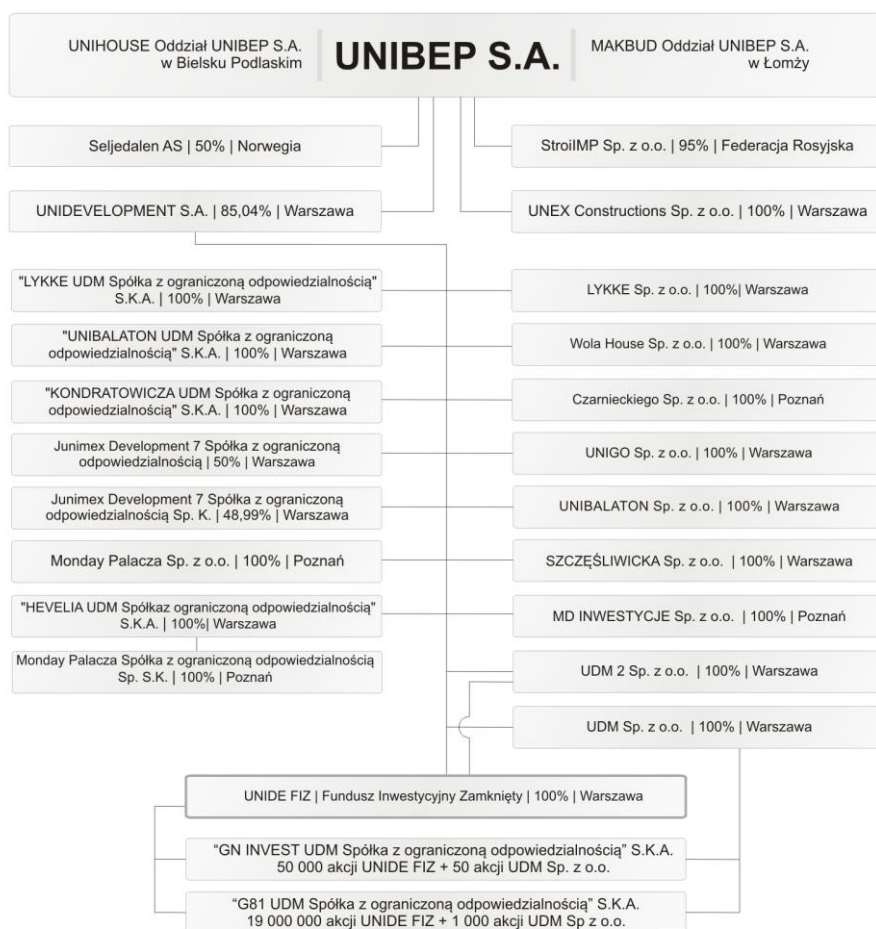 UNIHOUSE Oddział UNIBEP S.A.
w Bielsku Podlaskim
UNIBEP S.A.
MAKBUD Oddział UNIBEP S.A.
w Łomży
Seljedalen AS | 50% | Norwegia
StroiIMP Sp. z o.o. | 95% | Federacja Rosyjska
UNIDEVELOPMENT S.A. | 85,04% | Warszawa
UNEX Constructions Sp. z o.o. | 100% | Warszawa
"LYKKE UDM Spółka z ograniczoną odpowiedzialnością"
S.K.A. | 100% | Warszawa
LYKKE Sp. z o.o. | 100%| Warszawa
"UNIBALATON UDM Spółka z ograniczoną
odpowiedzialnością" S.K.A. | 100% | Warszawa
Wola House Sp. z o.o. | 100% | Warszawa
"KONDRATOWICZA UDM Spółka z ograniczoną
odpowiedzialnością" S.K.A. | 100% | Warszawa
Czarnieckiego Sp. z o.o. | 100% | Poznań
Junimex Development 7 Spółka z ograniczoną
odpowiedzialnością | 50% | Warszawa
UNIGO Sp. z o.o. | 100% | Warszawa
Junimex Development 7 Spółka z ograniczoną
odpowiedzialnością Sp. K. | 48,99% | Warszawa
UNIBALATON Sp. z o.o. | 100% | Warszawa
Monday Palacza Sp. z o.o. | 100% | Poznań
SZCZĘŚLIWICKA Sp. z o.o. | 100% | Warszawa
"HEVELIA UDM Spółkaz ograniczoną odpowiedzialnością"
S.K.A. | 100%| Warszawa
MD INWESTYCJE Sp. z o.o. | 100% | Poznań
Monday Palacza Spółka z ograniczoną odpowiedzialnością
Sp. S.K. | 100% | Poznań
UDM 2 Sp. z o.o. | 100% | Warszawa
UDM Sp. z o.o. | 100% | Warszawa
UNIDE FIZ | Fundusz Inwestycyjny Zamknięty | 100% | Warszawa
“GN INVEST UDM Spółka z ograniczoną odpowiedzialnością” S.K.A.
50 000 akcji UNIDE FIZ + 50 akcji UDM Sp. z o.o.
“G81 UDM Spółka z ograniczoną odpowiedzialnością” S.K.A.
19 000 000 akcji UNIDE FIZ + 1 000 akcji UDM Sp z o.o.